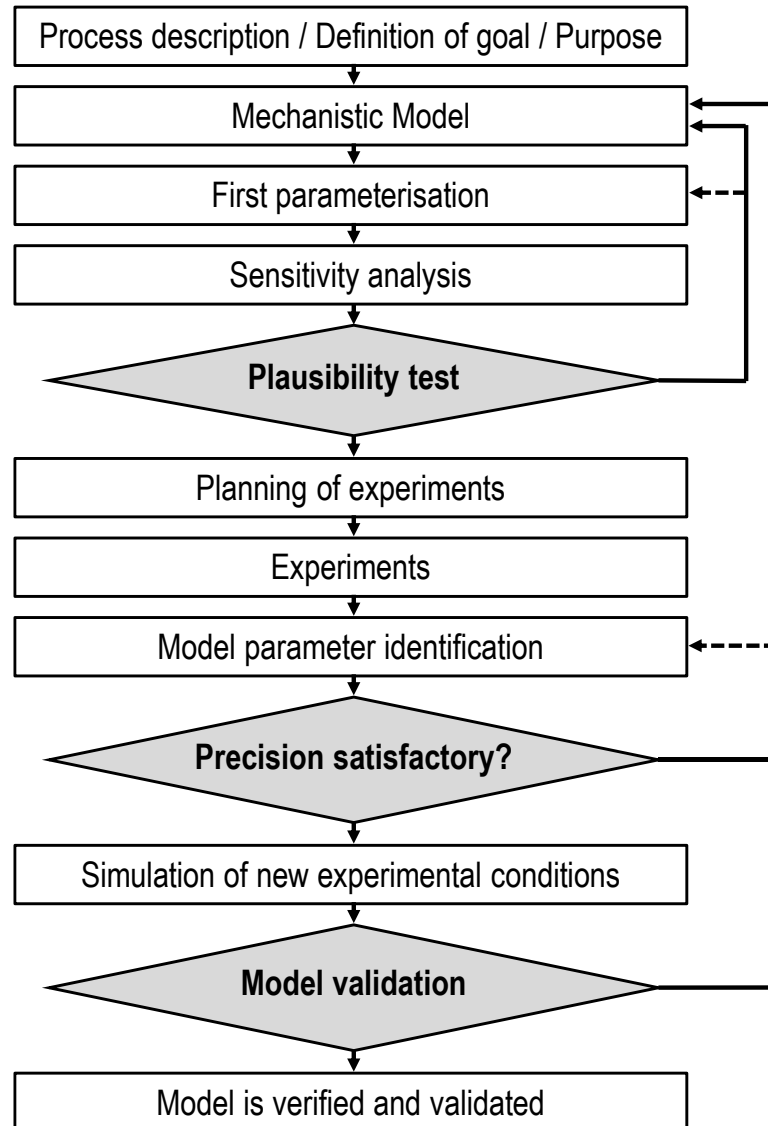 Process description / Definition of goal / Purpose
Mechanistic Model
First parameterisation
Sensitivity analysis
Plausibility test
Planning of experiments
Experiments
Model parameter identification
Precision satisfactory?
Simulation of new experimental conditions
Model validation
Model is verified and validated